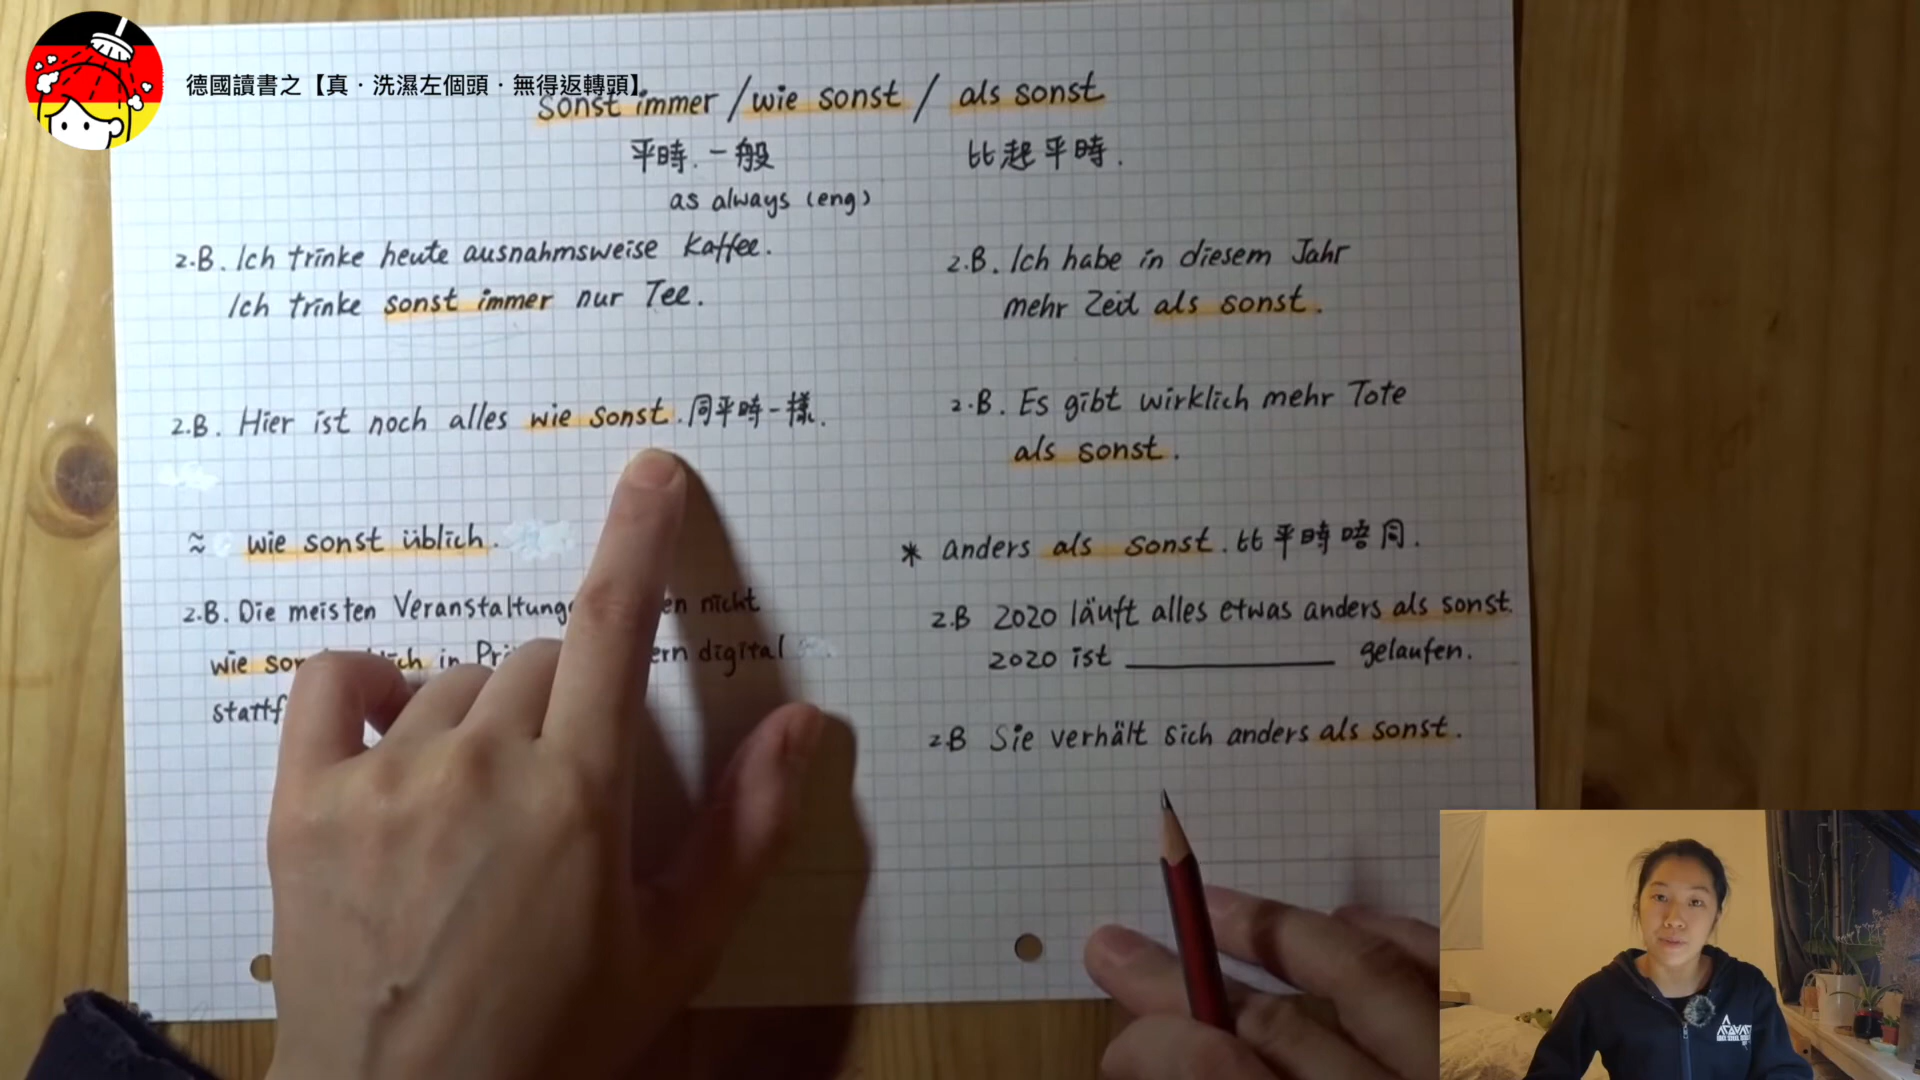 德國讀書之【真・洗濕左個頭・無得返轉頭】
sonst immer / wie sonst / als sonst
平時.一般
比起平時.
as always (eng)
z.B. Ich trinke heute ausnahmsweise Kaffee.
Ich trinke sonst immer nur Tee.
z.B. Hier ist noch alles wie sonst. 同平時一樣.
≈ wie sonst üblich.
z.B. Die meisten Veranstaltung en nicht
wie sonst üblich in ern digital
z.B. Ich habe in diesem Jahr
mehr Zeit als sonst.
z.B. Es gibt wirklich mehr Tote
als sonst.
* anders als sonst. 比平時唔同.
z.B 2020 läuft alles etwas anders als sonst.
2020 ist __________ gelaufen.
z.B Sie verhält sich anders als sonst.